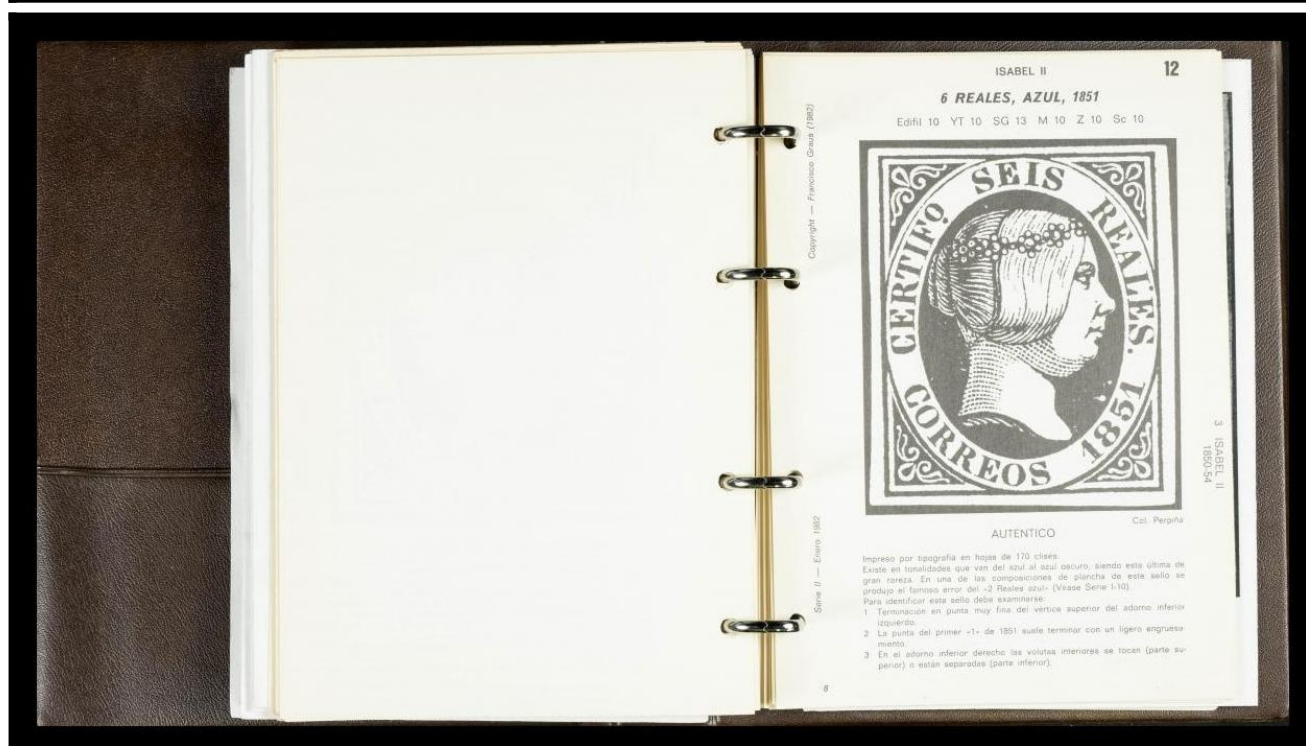 ISABEL II
12
6 REALES, AZUL, 1851
Edifil 10 YT 10 SG 13 M 10 Z 10 Sc 10
Copyright — Francisco Graus (1982)
CERTIFO SEIS REALES.
CORREOS 1851
3 ISABEL II
1850-54
Col. Perpiña
AUTENTICO
Serie II — Enero 1982
Impreso por tipografía en hojas de 170 clisés.
Existe en tonalidades que van del azul al azul oscuro, siendo esta última de
gran rareza. En una de las composiciones de plancha de este sello se
produjo el famoso error del «2 Reales azul» (Véase Serie I-10).
Para identificar este sello debe examinarse:
1 Terminación en punta muy fina del vértice superior del adorno inferior
izquierdo.
2 La punta del primer «1» de 1851 suele terminar con un ligero engruesa-
miento.
3 En el adorno inferior derecho las volutas interiores se tocan (parte su-
perior) o están separadas (parte inferior).
8